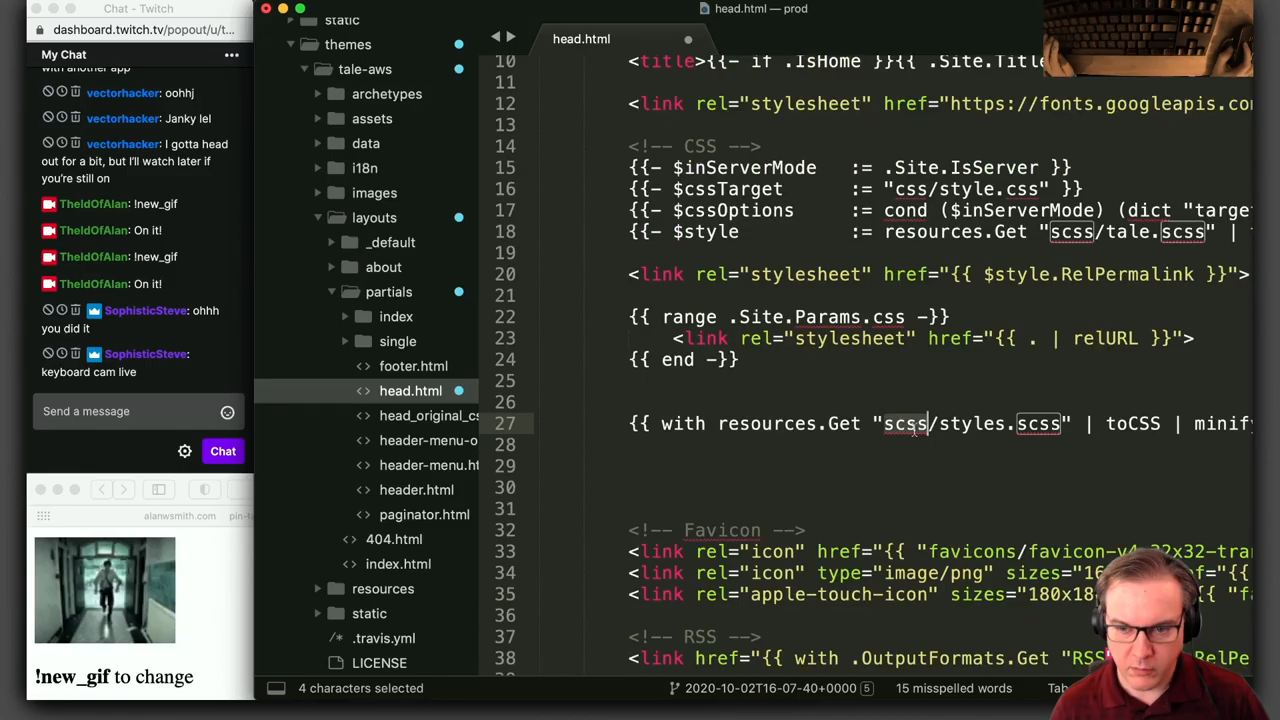 Chat - Twitch
dashboard.twitch.tv/popout/u/t...
My Chat
with another app
vectorhacker: oohhj
vectorhacker: Janky lel
vectorhacker: I gotta head
out for a bit, but I'll watch later if
you're still on
TheIdOfAlan: !new_gif
TheIdOfAlan: On it!
TheIdOfAlan: !new_gif
TheIdOfAlan: On it!
SophisticSteve: ohhh
you did it
SophisticSteve:
keyboard cam live
Send a message
Chat
alanwsmith.com
!new_gif to change
static
themes
tale-aws
archetypes
assets
data
i18n
images
layouts
_default
about
partials
index
single
footer.html
head.html
head_original_cs
header-menu-o
header-menu.ht
header.html
paginator.html
404.html
index.html
resources
static
.travis.yml
LICENSE
head.html — prod
head.html
10 <title>{{- if .IsHome }}{{ .Site.Title
11
12 <link rel="stylesheet" href="https://fonts.googleapis.co
13
14 <!-- CSS -->
15 {{- $inServerMode := .Site.IsServer }}
16 {{- $cssTarget := "css/style.css" }}
17 {{- $cssOptions := cond ($inServerMode) (dict "targe
18 {{- $style := resources.Get "scss/tale.scss" |
19
20 <link rel="stylesheet" href="{{ $style.RelPermalink }}">
21
22 {{ range .Site.Params.css -}}
23 <link rel="stylesheet" href="{{ . | relURL }}">
24 {{ end -}}
25
26
27 {{ with resources.Get "scss/styles.scss" | toCSS | minify
28
29
30
31
32 <!-- Favicon -->
33 <link rel="icon" href="{{ "favicons/favicon-v4-32x32-tra
34 <link rel="icon" type="image/png" sizes="16
35 <link rel="apple-touch-icon" sizes="180x18
36
37 <!-- RSS -->
38 <link href="{{ with .OutputFormats.Get "RSS"
4 characters selected
2020-10-02T16-07-40+0000 5
15 misspelled words